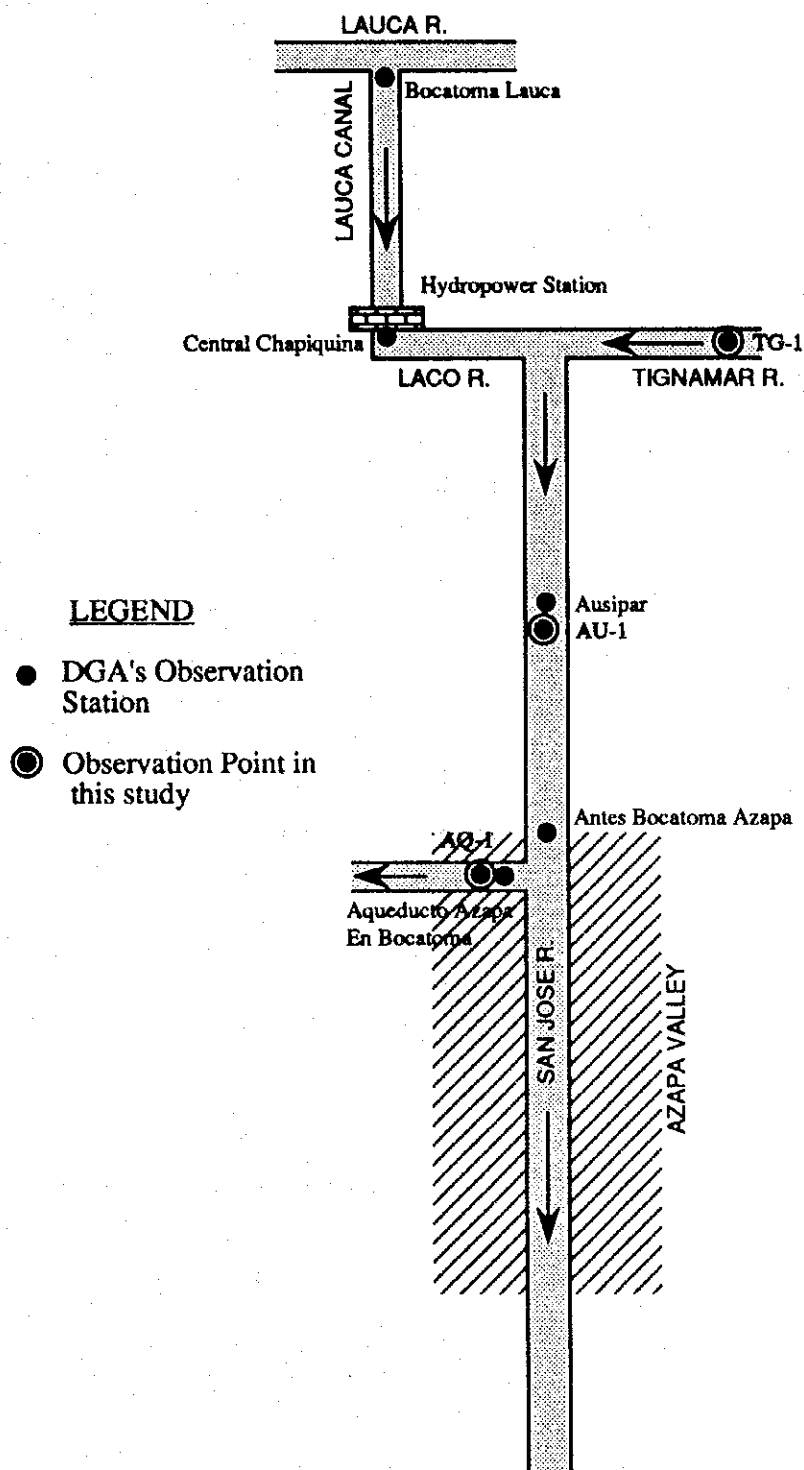 LAUCA R.
Bocatoma Lauca
LAUCA CANAL
Hydropower Station
Central Chapiquina
TG-1
LACO R.
TIGNAMAR R.
Ausipar
AU-1
LEGEND
DGA's Observation
Station
Observation Point in
this study
Antes Bocatoma Azapa
AQ-1
Aqueducto Azapa
En Bocatoma
SAN JOSE R.
AZAPA VALLEY